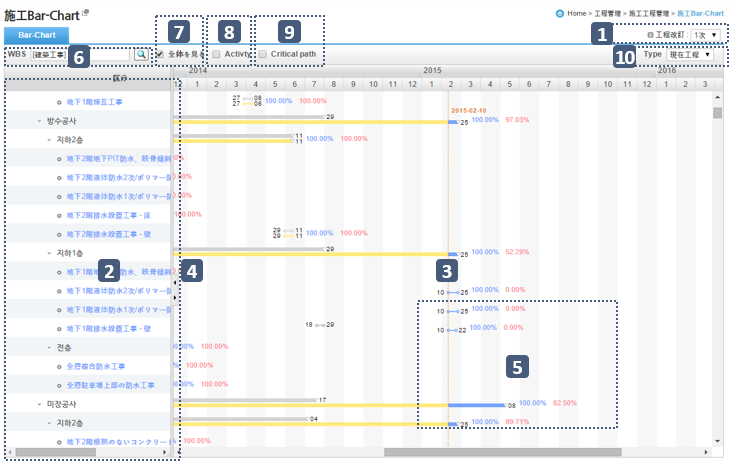 施工Bar-Chart
Home > 工程管理 > 施工工程管理 > 施工Bar-Chart
Bar-Chart
1 工程改訂: 1次 ▼
WBS [建築工事]
6
7
全体を見る
8
Activity
9
Critical path
10 Type 現在工程 ▼
区分
2014
2015
2016
12 1 2 3 4 5 6 7 8 9 10 11 12 1 2 3 4 5 6 7 8 9 10 11 12 1 2 3
地下1階煉瓦工事
27 08
27 08 100.00% 100.00%
2015-02-10
방수공사
29
25 100.00% 97.03%
지하2층
11
11 100.00% 100.00%
地下2階地下PIT防水、鉄骨階
0%
地下2階液体防水2次/ポリマー防
0.00%
地下2階液体防水1次/ポリマー防
0.00%
地下2階排水設置工事 - 床
100.00%
地下2階排水設置工事 - 壁
29 11
29 11 100.00% 100.00%
지하1층
29
25 100.00% 52.29%
2
4
3
地下1階
防水、鉄骨階
10 25 100.00% 0.00%
地下1階液体防水2次/ポリマー防
10 25 100.00% 0.00%
地下1階液体防水1次/ポリマー防
10 25 100.00% 0.00%
地下1階排水設置工事 - 壁
18 29
10 22 100.00% 0.00%
전층
0.00% 100.00%
全層複合防水工事
% 100.00%
5
全層駐車場上部の防水工事
0.00% 100.00%
미장공사
17
08 100.00% 82.50%
지하2층
04
25 100.00% 89.71%
地下2階根の無いコンクリート
% 100.00%